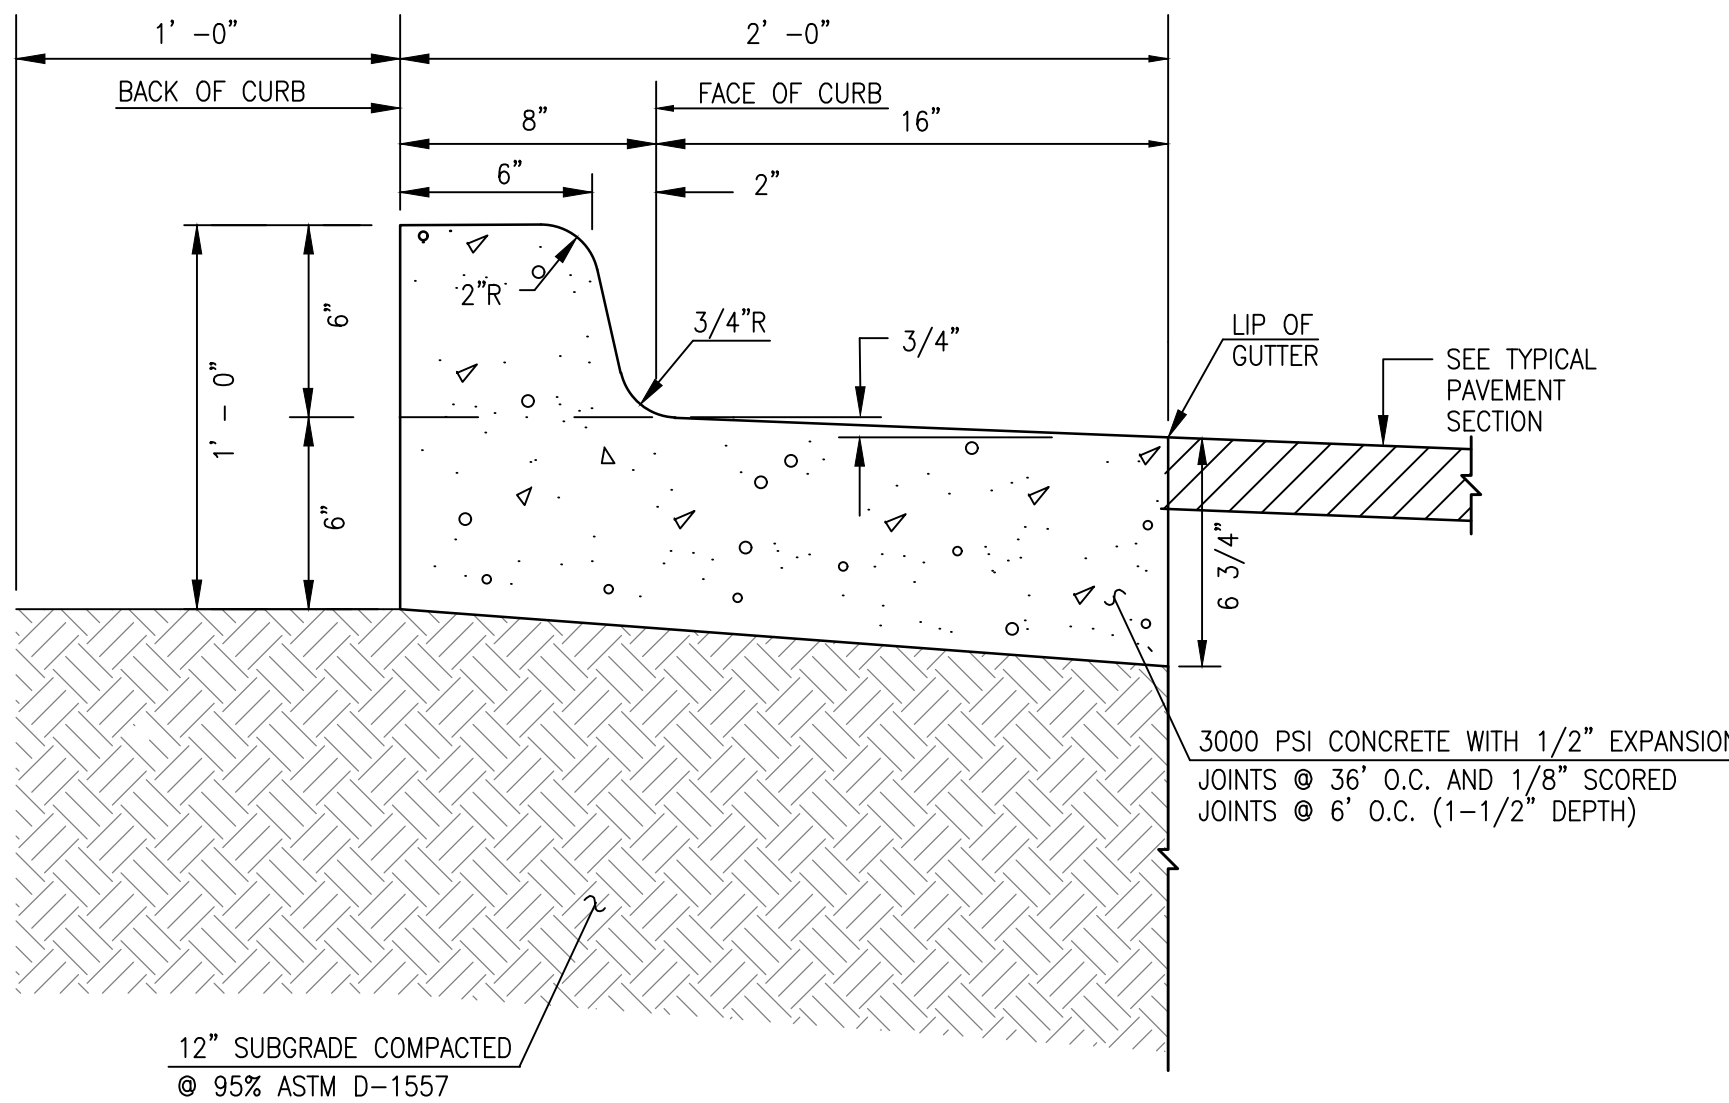 1' -0"
2' -0"
BACK OF CURB
FACE OF CURB
8"
16"
6"
2"
2"R
3/4"R
3/4"
6"
1' - 0"
6"
LIP OF
GUTTER
SEE TYPICAL
PAVEMENT
SECTION
6 3/4"
3000 PSI CONCRETE WITH 1/2" EXPANSION
JOINTS @ 36' O.C. AND 1/8" SCORED
JOINTS @ 6' O.C. (1-1/2" DEPTH)
12" SUBGRADE COMPACTED
@ 95% ASTM D-1557